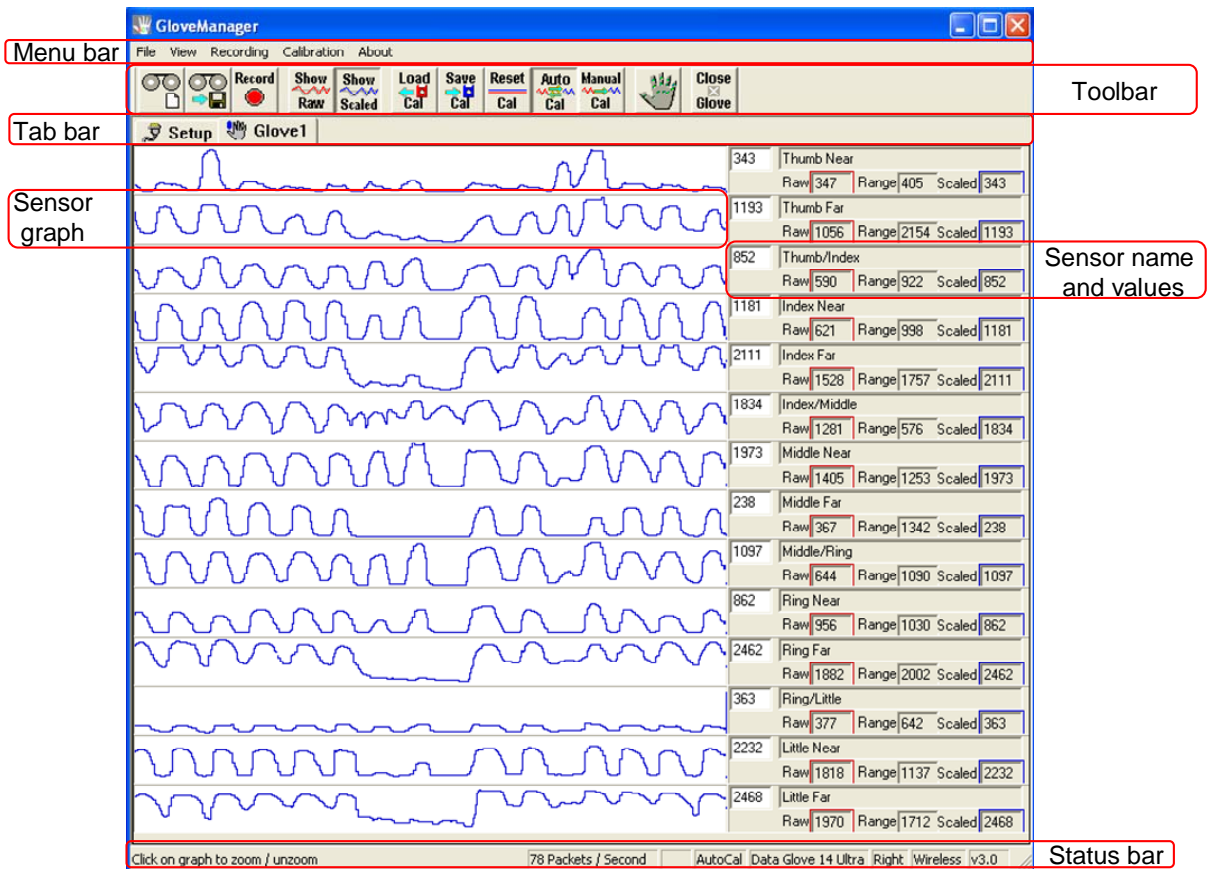 GloveManager
Menu bar
File View Recording Calibration About
Record
Show Raw
Show Scaled
Load Cal
Save Cal
Reset Cal
Auto Cal
Manual Cal
Close Glove
Toolbar
Tab bar
Setup Glove1
343 Thumb Near
Raw 347 Range 405 Scaled 343
Sensor graph
1193 Thumb Far
Raw 1056 Range 2154 Scaled 1193
852 Thumb/Index
Raw 590 Range 922 Scaled 852
Sensor name and values
1181 Index Near
Raw 621 Range 998 Scaled 1181
2111 Index Far
Raw 1528 Range 1757 Scaled 2111
1834 Index/Middle
Raw 1281 Range 576 Scaled 1834
1973 Middle Near
Raw 1405 Range 1253 Scaled 1973
238 Middle Far
Raw 367 Range 1342 Scaled 238
1097 Middle/Ring
Raw 644 Range 1090 Scaled 1097
862 Ring Near
Raw 956 Range 1030 Scaled 862
2462 Ring Far
Raw 1882 Range 2002 Scaled 2462
363 Ring/Little
Raw 377 Range 642 Scaled 363
2232 Little Near
Raw 1818 Range 1137 Scaled 2232
2468 Little Far
Raw 1970 Range 1712 Scaled 2468
Click on graph to zoom / unzoom 78 Packets / Second AutoCal Data Glove 14 Ultra Right Wireless v3.0
Status bar